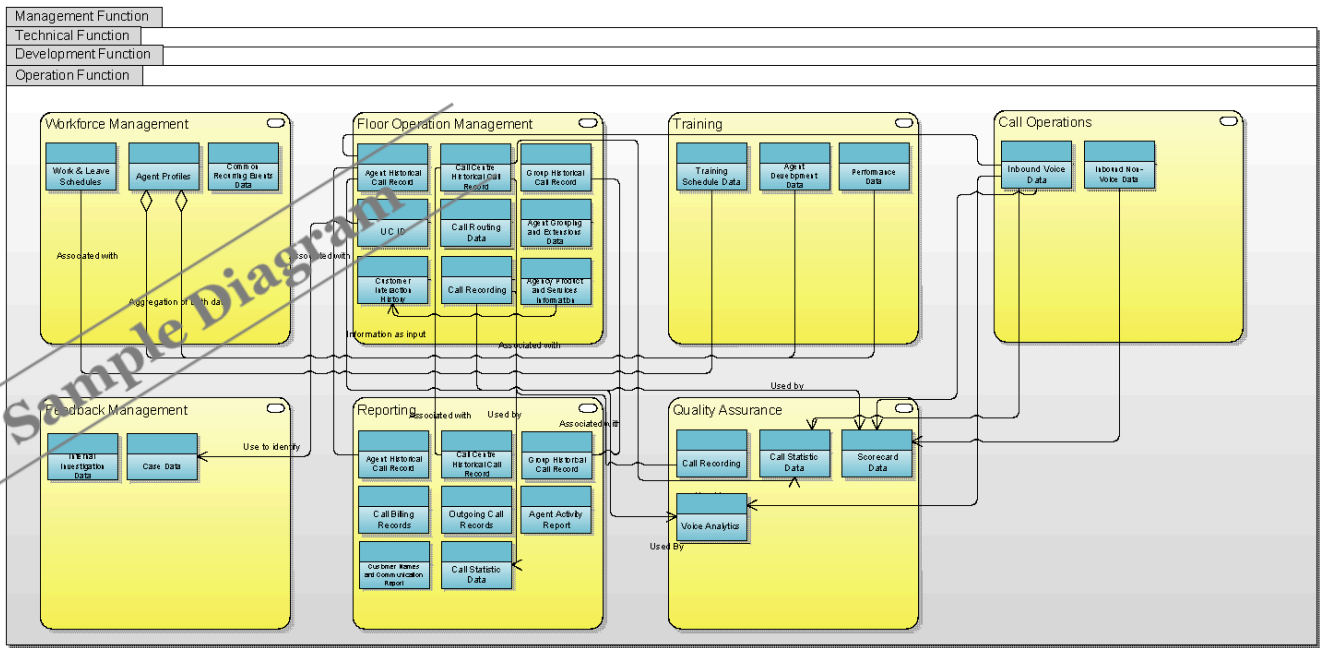 Management Function
Technical Function
Development Function
Operation Function
Workforce Management
Work & Leave
Schedules
Agent Profiles
Common
Recurring Events
Data
Associated with
Aggregation of both data
Floor Operation Management
Agent Historical
Call Record
Call Centre
Historical Call
Record
Group Historical
Call Record
UC ID
Call Routing
Data
Agent Grouping
and Extensions
Data
Customer
Interaction
History
Call Recording
Agency Product
and Services
Information
Associated with
Information as input
Associated with
Training
Training
Schedule Data
Agent
Development
Data
Performance
Data
Call Operations
Inbound Voice
Data
Inbound Non-
Voice Data
Used by
Sample Diagram
Feedback Management
Internal
Investigation
Data
Case Data
Use to identify
Reporting
Associated with
Used by
Associated with
Agent Historical
Call Record
Call Centre
Historical Call
Record
Group Historical
Call Record
Call Billing
Records
Outgoing Call
Records
Agent Activity
Report
Customer Names
and Communication
Report
Call Statistic
Data
Quality Assurance
Call Recording
Call Statistic
Data
Scorecard
Data
Voice Analytics
Used By